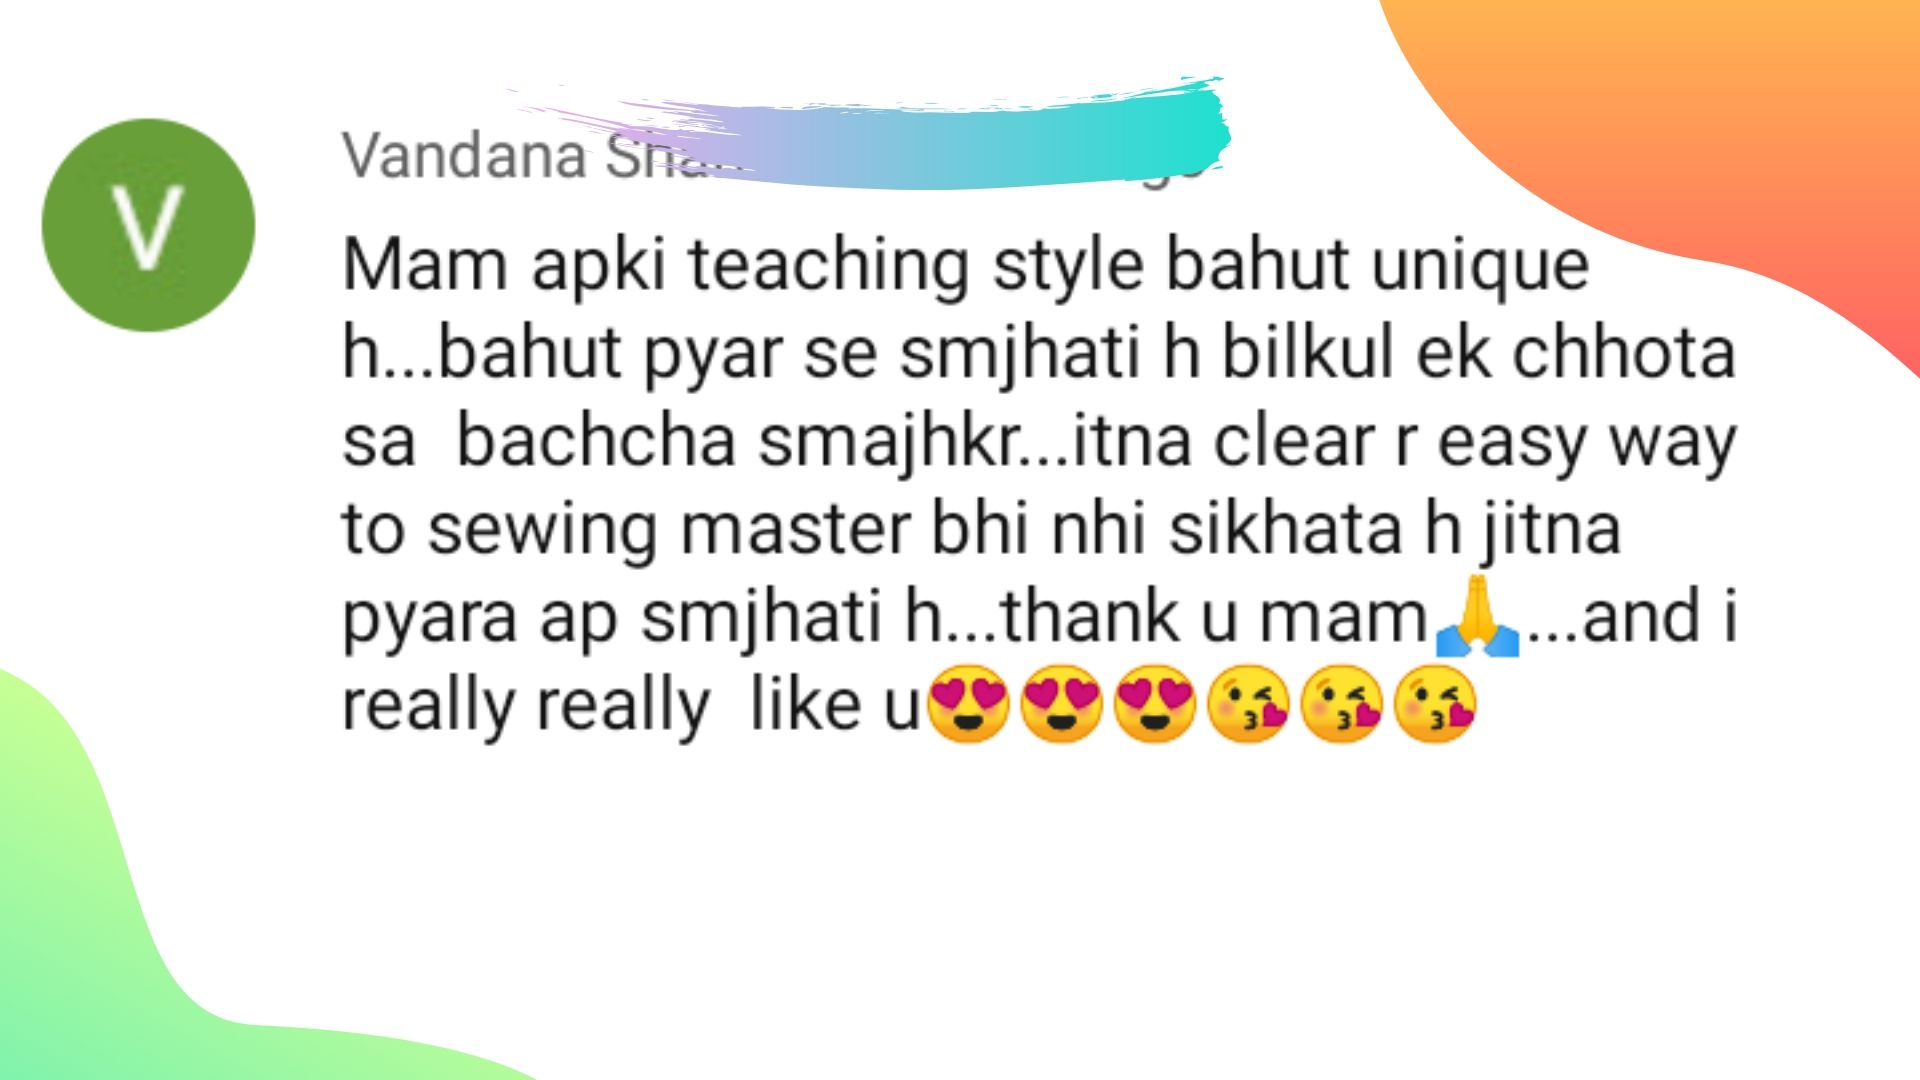 V
Vandana
Mam apki teaching style bahut unique
h...bahut pyar se smjhati h bilkul ek chhota
sa  bachcha smajhkr...itna clear r easy way
to sewing master bhi nhi sikhata h jitna
pyara ap smjhati h...thank u mam🙏...and i
really really  like u😍😍😍😘😘😘